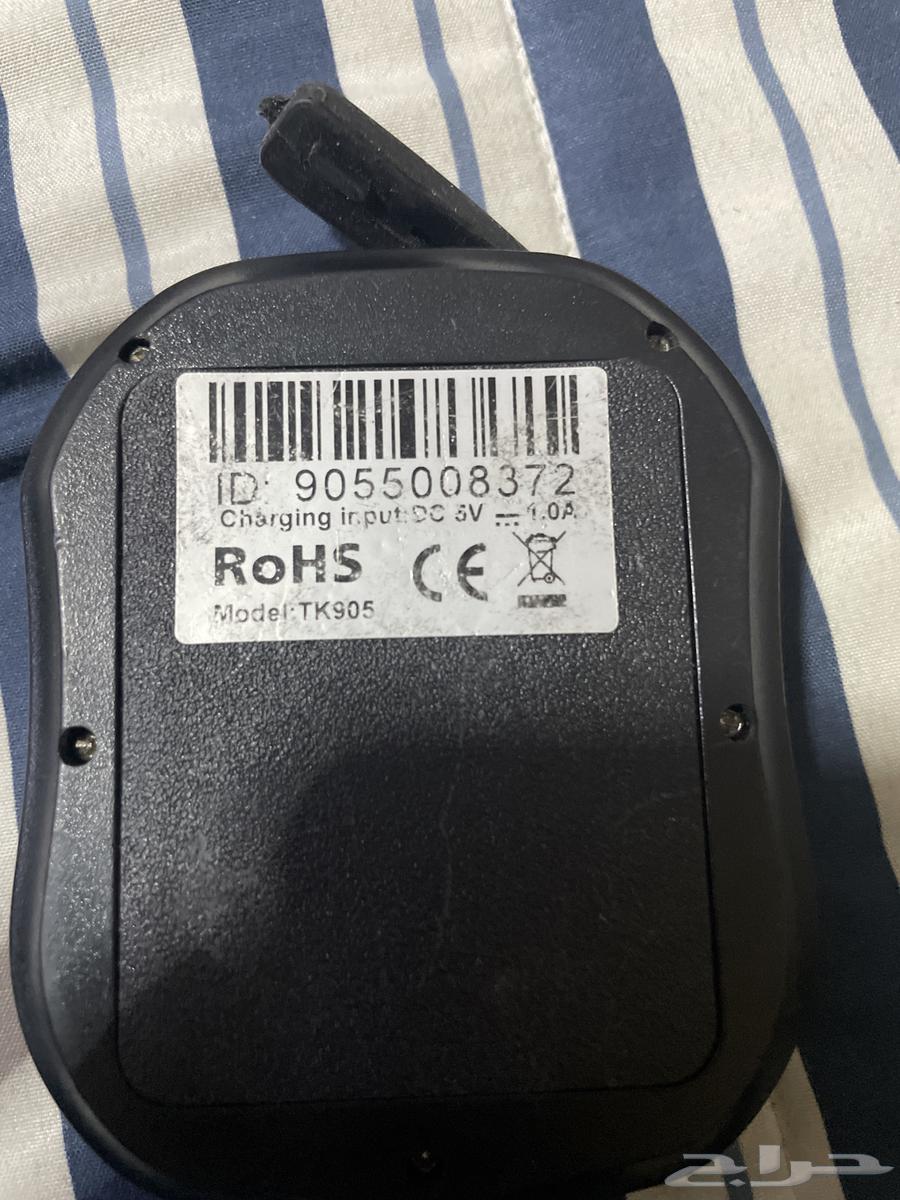 ID: 9055008372
Charging input:DC 5V ⎓ 1.0A
RoHS CE
Model:TK905
حراج